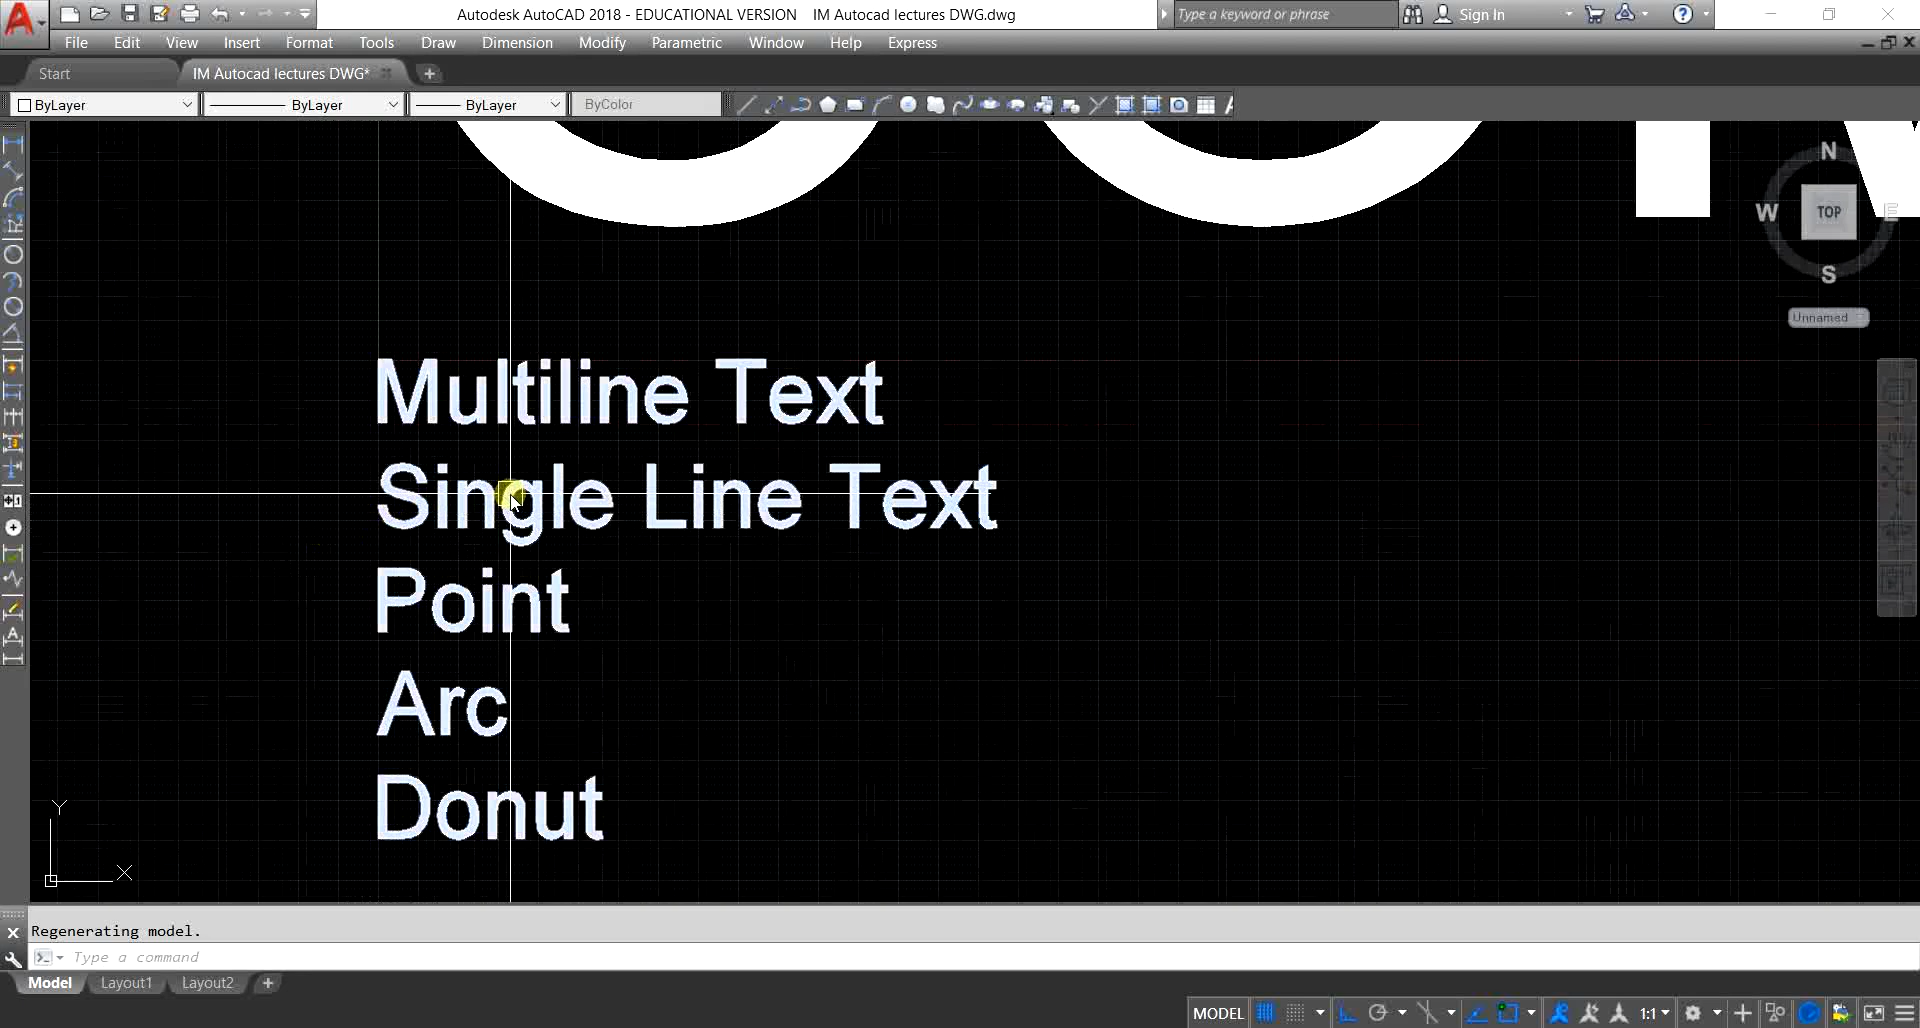 Autodesk AutoCAD 2018 - EDUCATIONAL VERSION IM Autocad lectures DWG.dwg
Type a keyword or phrase
Sign In
File Edit View Insert Format Tools Draw Dimension Modify Parametric Window Help Express
Start
IM Autocad lectures DWG*
ByLayer
ByLayer
ByLayer
ByColor
A
N
W
TOP
E
S
Unnamed
Multiline Text
Single Line Text
Point
Arc
Donut
Y
X
Regenerating model.
Type a command
Model Layout1 Layout2
MODEL
1:1